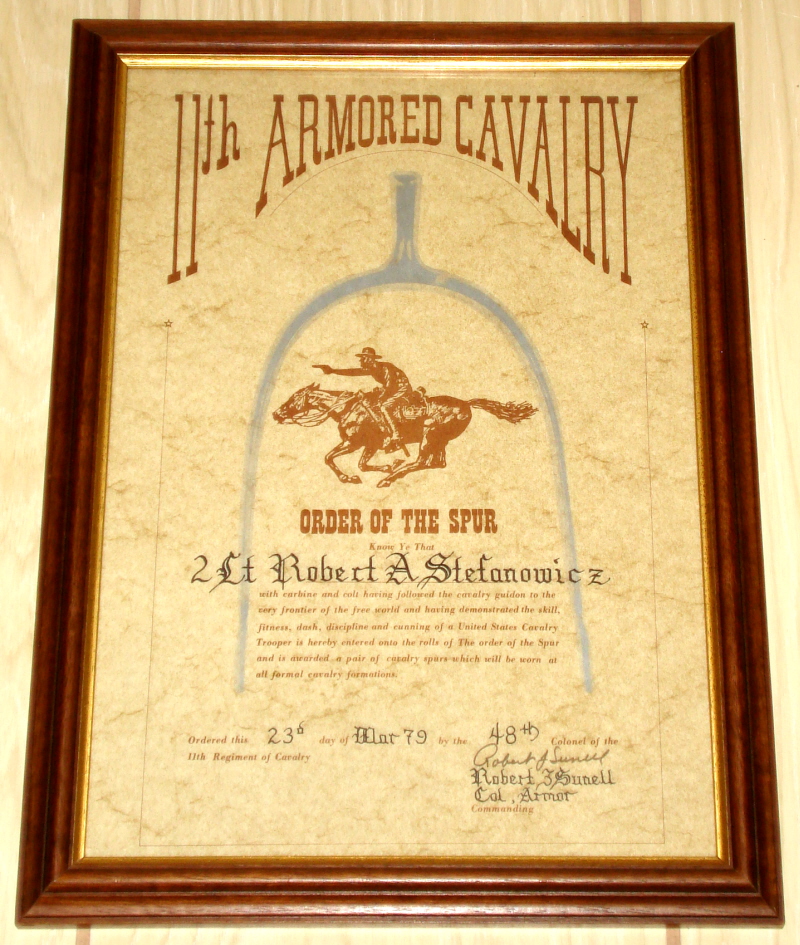 11th ARMORED CAVALRY
ORDER OF THE SPUR
Know Ye That
2Lt Robert A Stefanowicz
with carbine and colt having followed the cavalry guidon to the
very frontier of the free world and having demonstrated the skill,
fitness, dash, discipline and cunning of a United States Cavalry
Trooper is hereby entered onto the rolls of The order of the Spur
and is awarded a pair of cavalry spurs which will be worn at
all formal cavalry formations.
Ordered this 23d day of Mar 79 by the 48th Colonel of the
11th Regiment of Cavalry
Robert J Sunell
Robert J Sunell
Col, Armor
Commanding